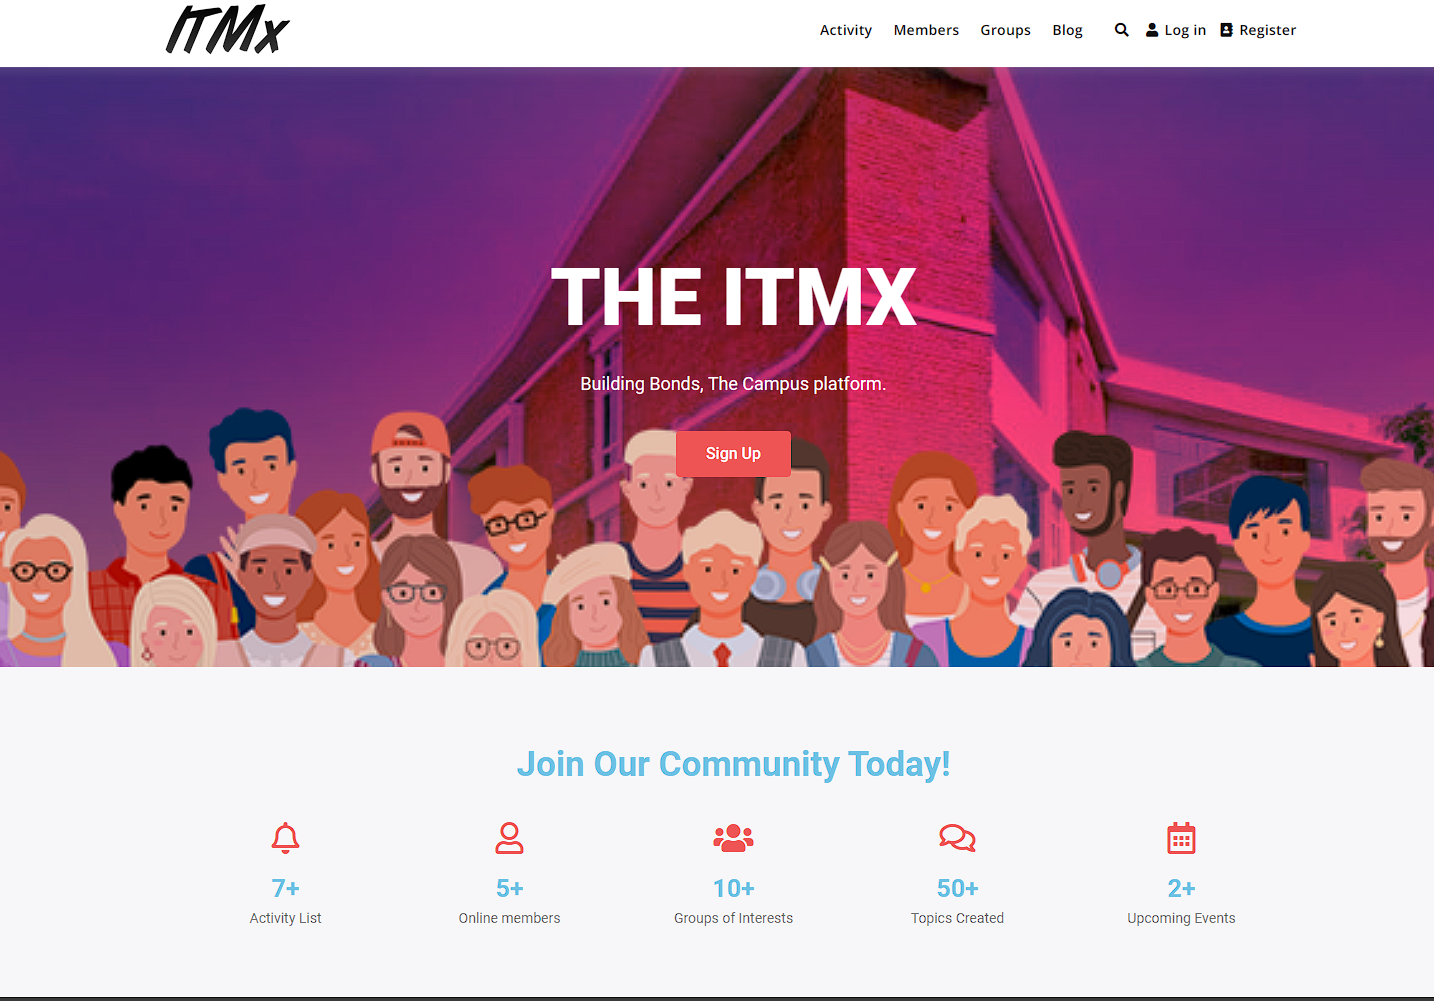 ITMx
Activity Members Groups Blog Log in Register
THE ITMX
Building Bonds, The Campus platform.
Sign Up
Join Our Community Today!
7+ 5+ 10+ 50+ 2+
Activity List Online members Groups of Interests Topics Created Upcoming Events